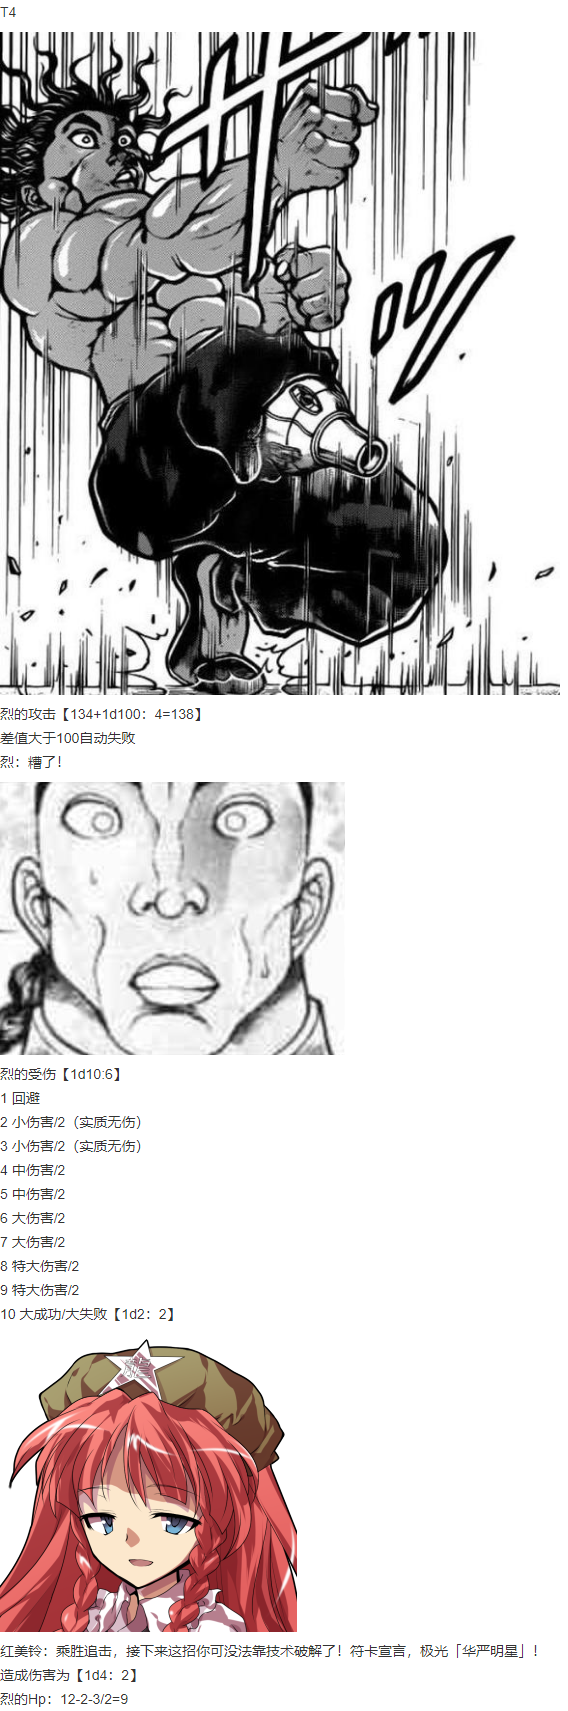 T4
烈的攻击【134+1d100：4=138】
差值大于100自动失败
烈：糟了！
烈的受伤【1d10:6】
1 回避
2 小伤害/2（实质无伤）
3 小伤害/2（实质无伤）
4 中伤害/2
5 中伤害/2
6 大伤害/2
7 大伤害/2
8 特大伤害/2
9 特大伤害/2
10 大成功/大失败【1d2：2】
红美铃：乘胜追击，接下来这招你可没法靠技术破解了！符卡宣言，极光「华严明星」！
造成伤害为【1d4：2】
烈的Hp：12-2-3/2=9